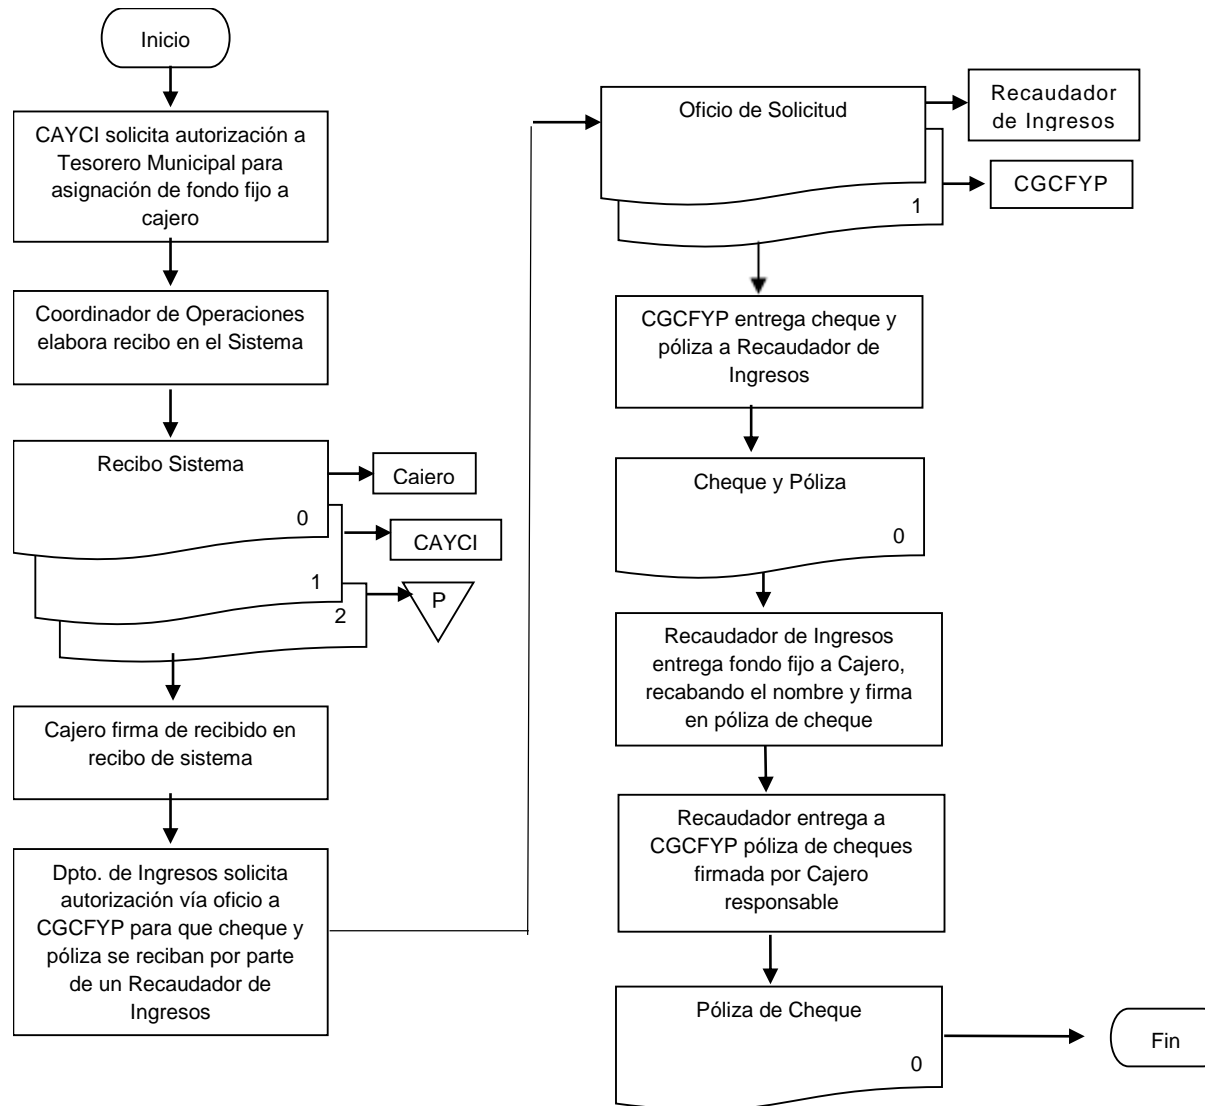 Inicio
CAYCI solicita autorización a
Tesorero Municipal para
asignación de fondo fijo a
cajero
Coordinador de Operaciones
elabora recibo en el Sistema
Recibo Sistema
0
Caiero
1
CAYCI
2
P
Cajero firma de recibido en
recibo de sistema
Dpto. de Ingresos solicita
autorización vía oficio a
CGCFYP para que cheque y
póliza se reciban por parte
de un Recaudador de
Ingresos
Oficio de Solicitud
Recaudador
de Ingresos
1
CGCFYP
CGCFYP entrega cheque y
póliza a Recaudador de
Ingresos
Cheque y Póliza
0
Recaudador de Ingresos
entrega fondo fijo a Cajero,
recabando el nombre y firma
en póliza de cheque
Recaudador entrega a
CGCFYP póliza de cheques
firmada por Cajero
responsable
Póliza de Cheque
0
Fin